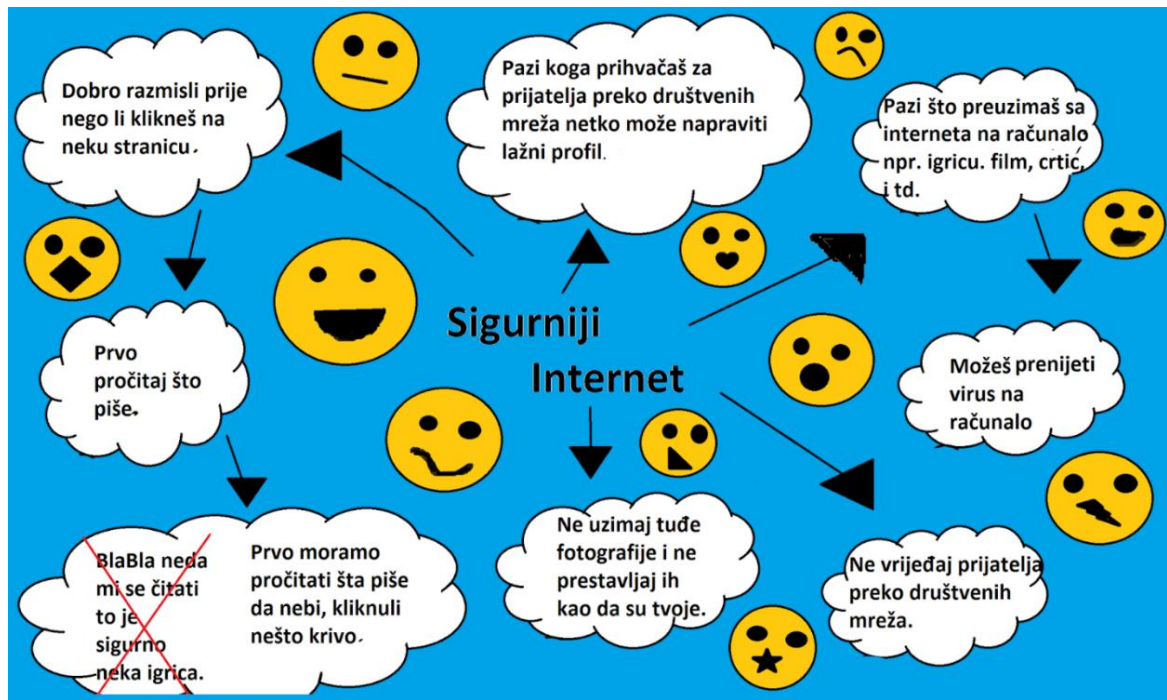 Dobro razmisli prije
nego li klikneš na
neku stranicu.
Pazi koga prihvačaš za
prijatelja preko društvenih
mreža netko može napraviti
lažni profil.
Pazi što preuzimaš sa
interneta na računalo
npr. igricu. film, crtić,
i td.
Sigurniji
Internet
Prvo
pročitaj što
piše.
Možeš prenijeti
virus na
računalo
BlaBla neda
mi se čitati
to je
sigurno
neka igrica.
Prvo moramo
pročitati šta piše
da nebi, kliknuli
nešto krivo.
Ne uzimaj tuđe
fotografije i ne
prestavljaj ih
kao da su tvoje.
Ne vrijeđaj prijatelja
preko društvenih
mreža.